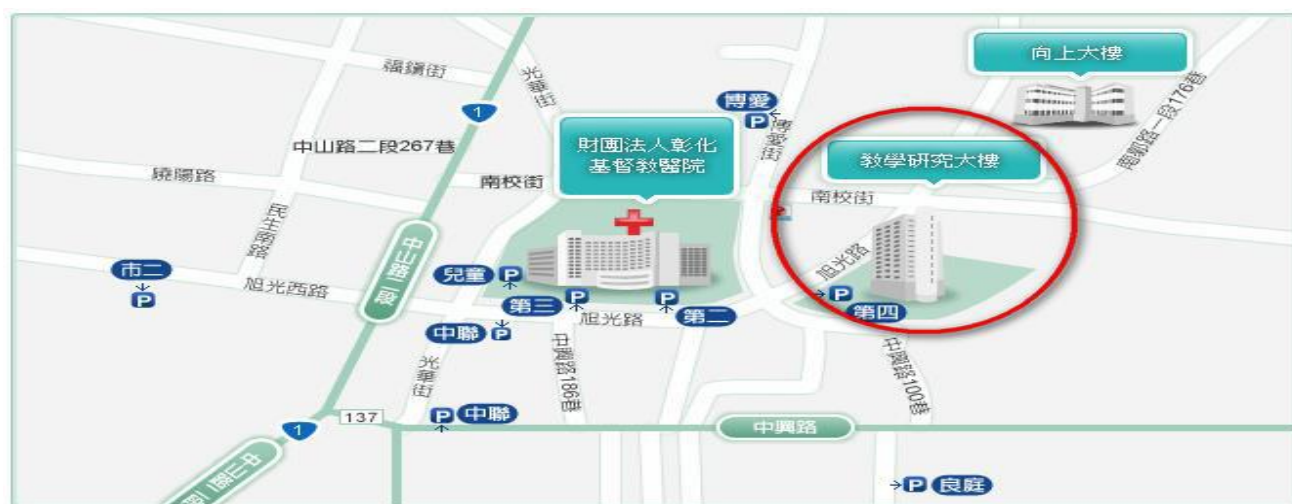 向上大樓
福鎮街
光華街
1
博愛
P
博愛街
南郭路一段176巷
中山路二段267巷
財團法人彰化
基督教醫院
教學研究大樓
曉陽路
南校街
南校街
民生南路
中山路二段
市二
P
旭光西路
兒童
P
第三
P
P
第二
旭光路
旭光路
P
第四
中聯
P
光華街
中興路186巷
中興路100巷
137
P
中聯
1
中興路
中山路二段
P
良庭